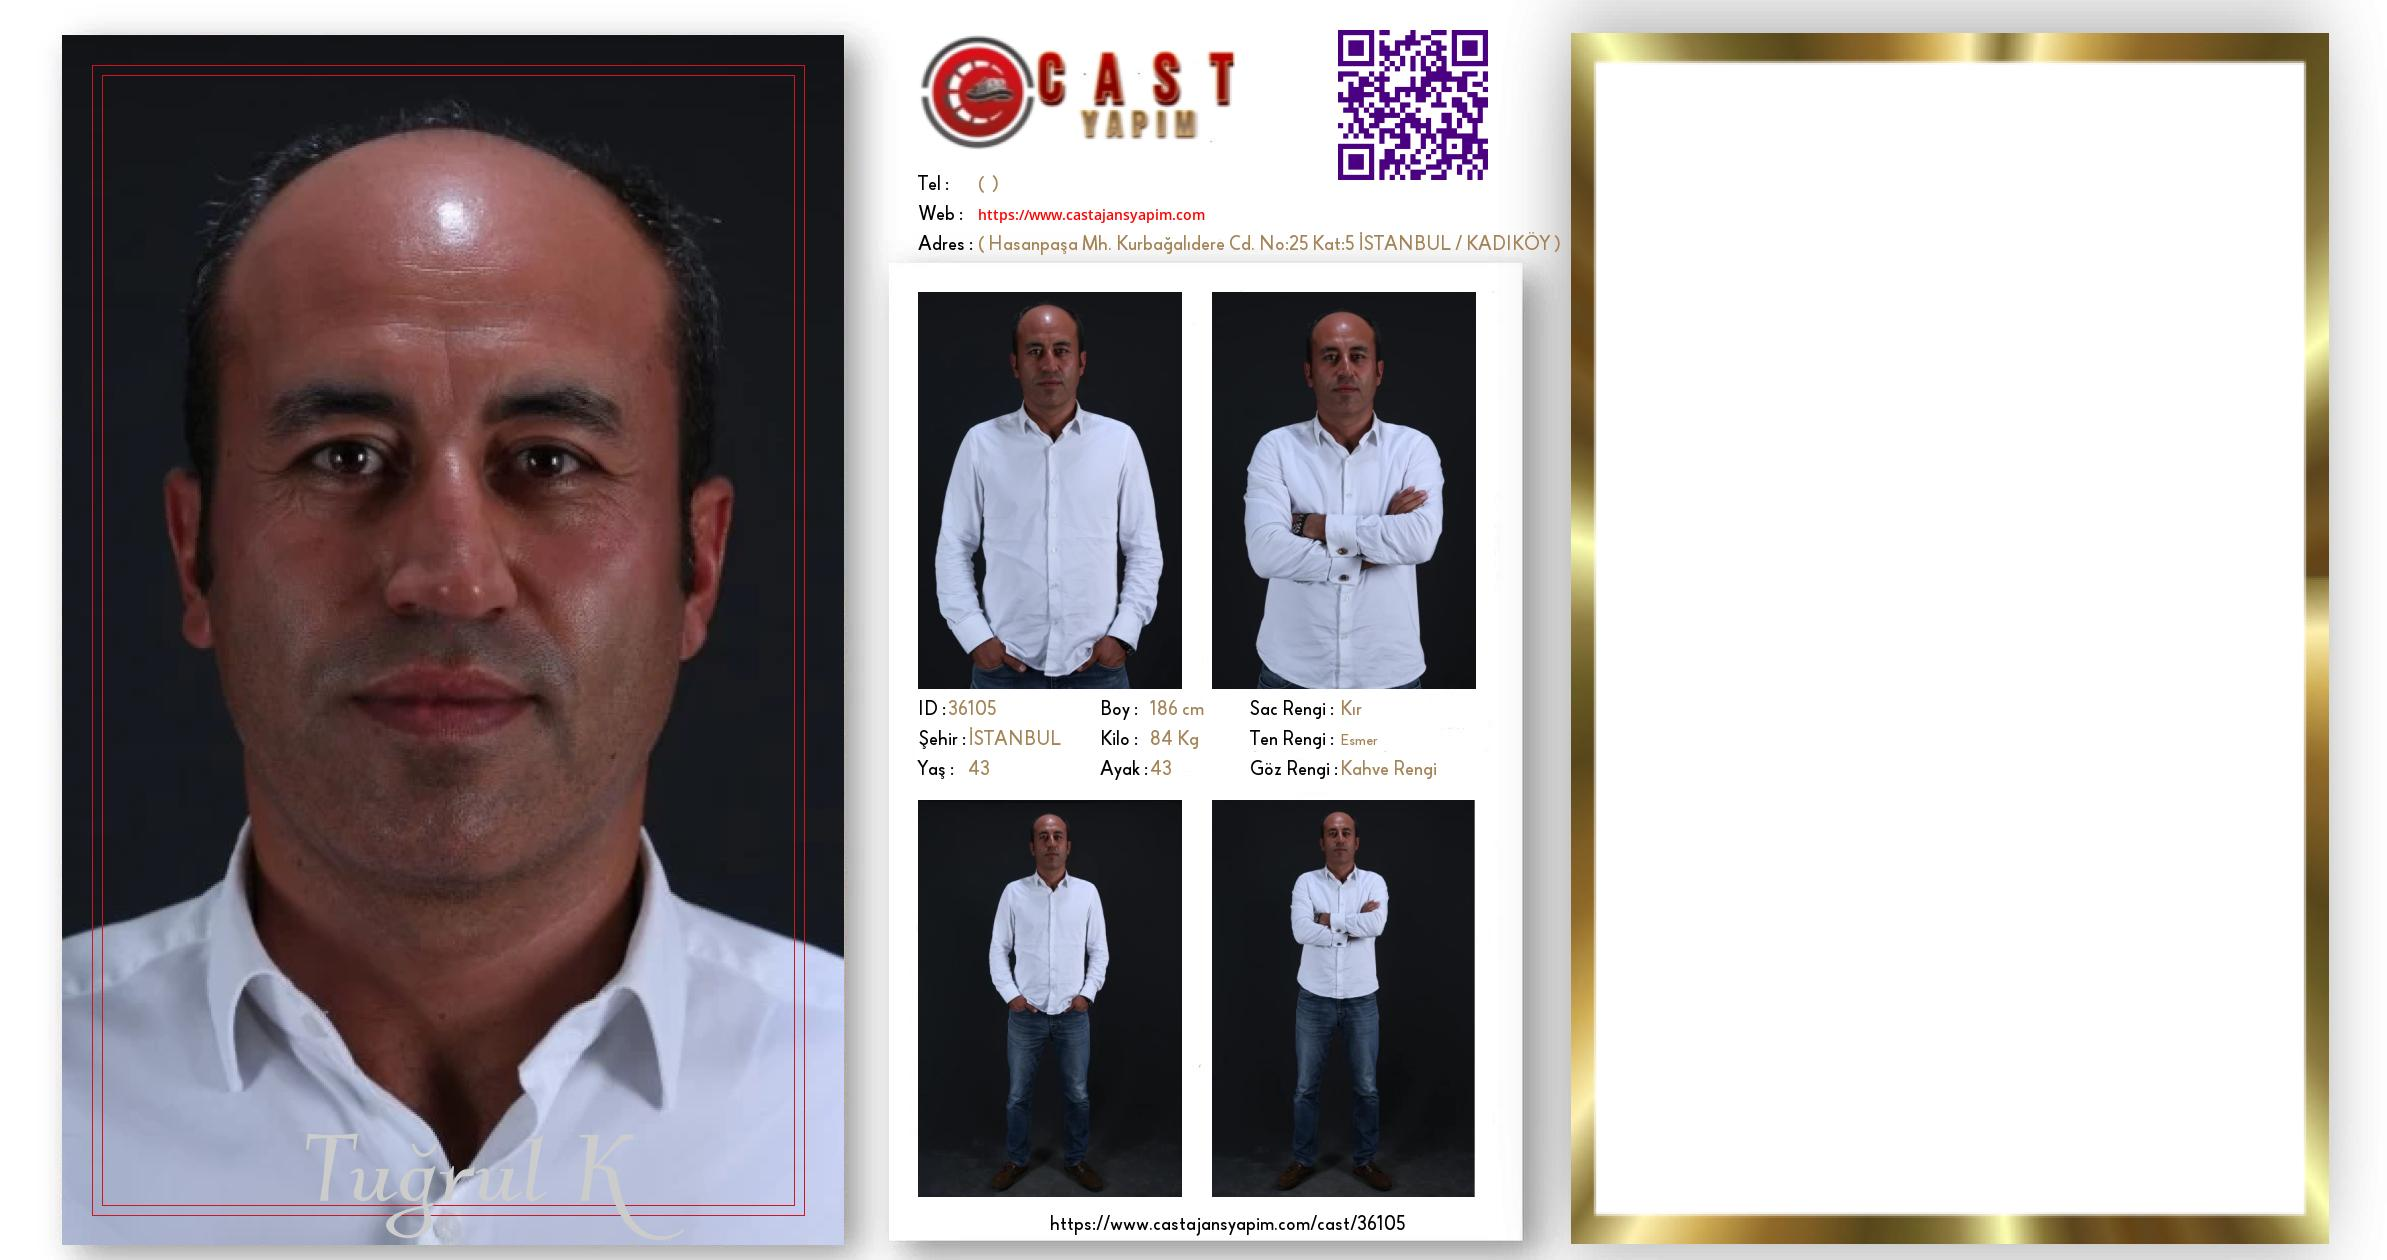 Tuğrul K
CAST
YAPIM
Tel : ( )
Web : https://www.castajansyapim.com
Adres : ( Hasanpaşa Mh. Kurbağalıdere Cd. No:25 Kat:5 İSTANBUL / KADIKÖY )
ID : 36105 Boy : 186 cm Sac Rengi : Kır
Şehir : İSTANBUL Kilo : 84 Kg Ten Rengi : Esmer
Yaş : 43 Ayak : 43 Göz Rengi : Kahve Rengi
https://www.castajansyapim.com/cast/36105